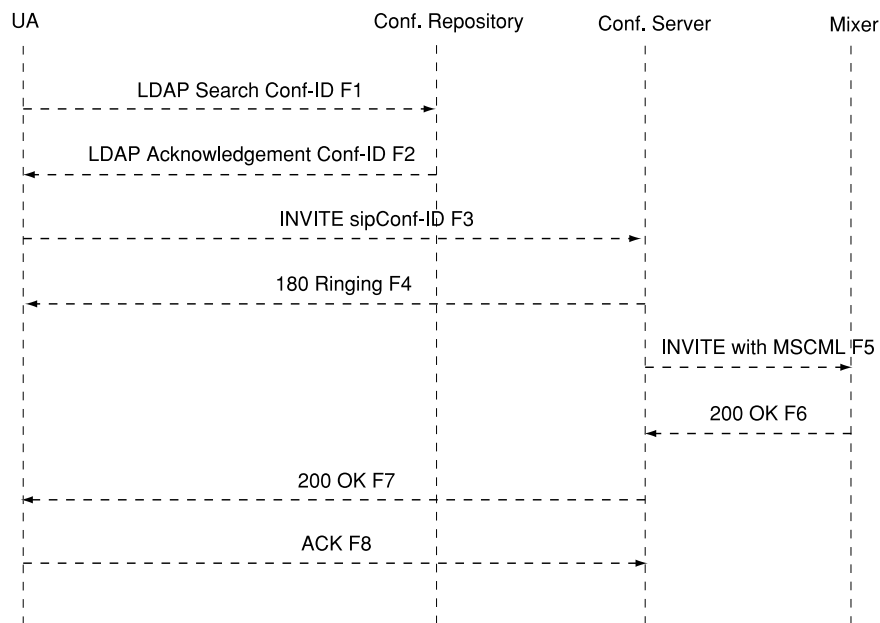 UA
Conf. Repository
Conf. Server
Mixer
LDAP Search Conf-ID F1
LDAP Acknowledgement Conf-ID F2
INVITE sipConf-ID F3
180 Ringing F4
INVITE with MSCML F5
200 OK F6
200 OK F7
ACK F8